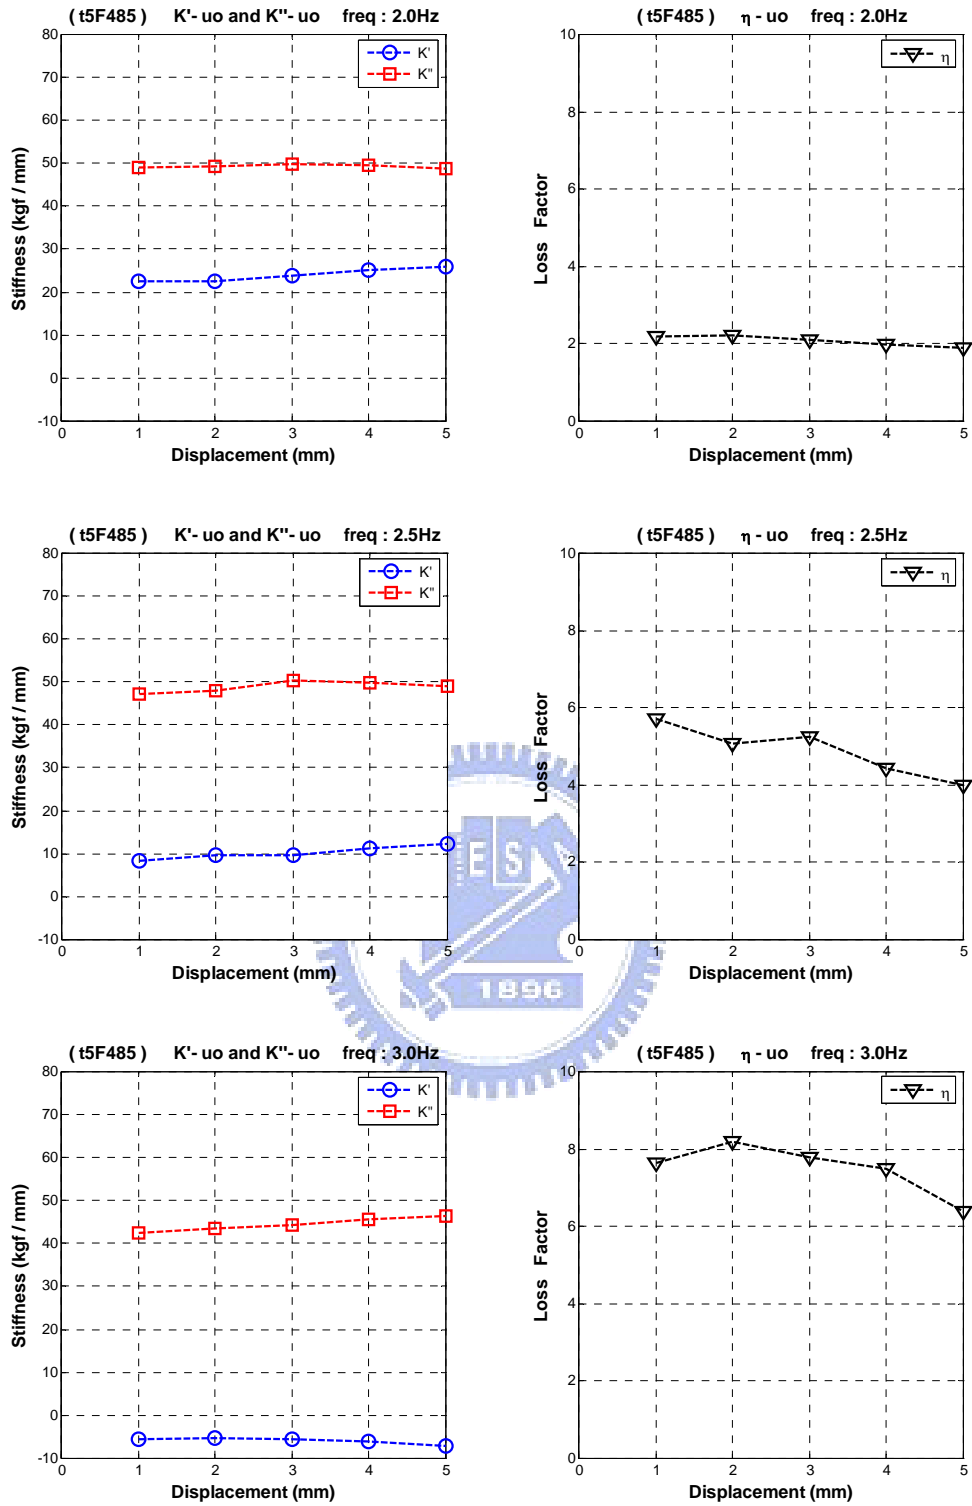 ( t5F485 ) K'- uo and K''- uo freq : 2.0Hz
80
70
60
50
40
30
20
10
0
-10
0 1 2 3 4 5
Stiffness (kgf / mm)
Displacement (mm)
K'
K''
(t5F485 ) η - uo freq : 2.0Hz
10
8
6
4
2
0
0 1 2 3 4 5
Loss Factor
Displacement (mm)
η
( t5F485 ) K'- uo and K''- uo freq : 2.5Hz
80
70
60
50
40
30
20
10
0
-10
0 1 2 3 4 5
Stiffness (kgf / mm)
Displacement (mm)
K'
K''
(t5F485 ) η - uo freq : 2.5Hz
10
8
6
4
2
0
0 1 2 3 4 5
Loss Factor
Displacement (mm)
η
E S
1896
( t5F485 ) K'- uo and K''- uo freq : 3.0Hz
80
70
60
50
40
30
20
10
0
-10
0 1 2 3 4 5
Stiffness (kgf / mm)
Displacement (mm)
K'
K''
(t5F485 ) η - uo freq : 3.0Hz
10
8
6
4
2
0
0 1 2 3 4 5
Loss Factor
Displacement (mm)
η